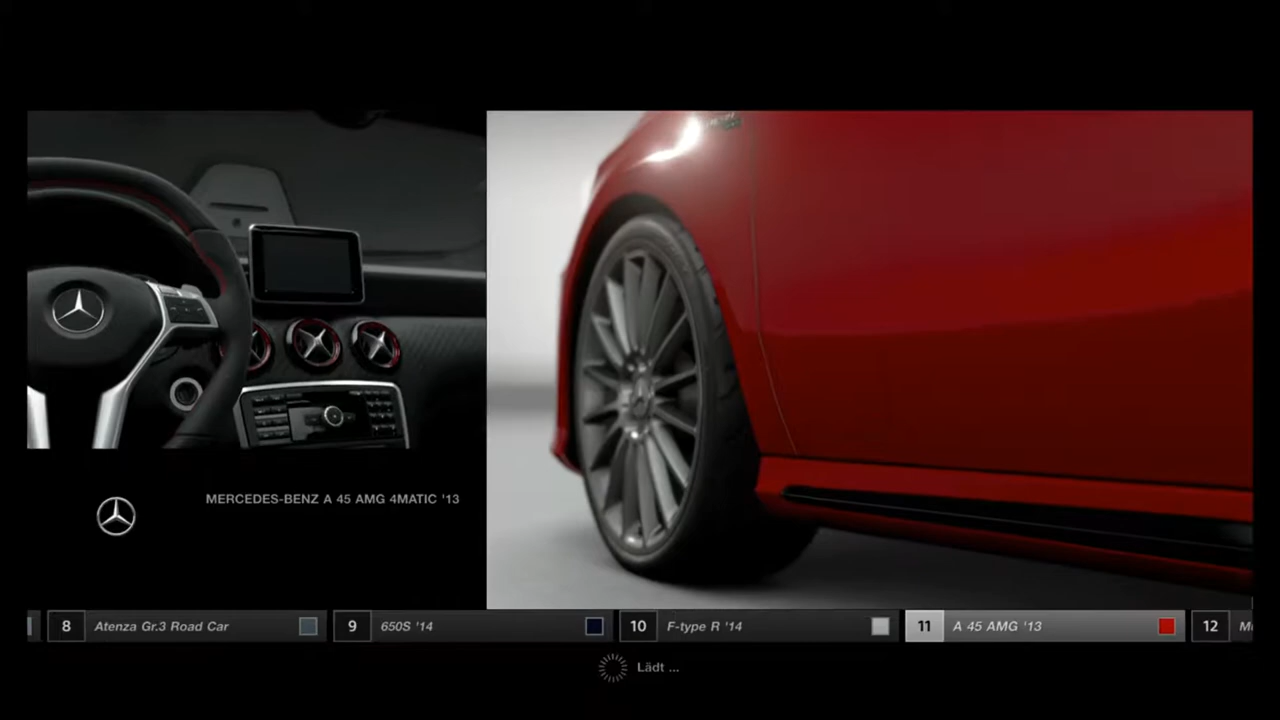 MERCEDES-BENZ A 45 AMG 4MATIC '13
8 Atenza Gr.3 Road Car 9 650S '14 10 F-type R '14 11 A 45 AMG '13 12
Lädt ...